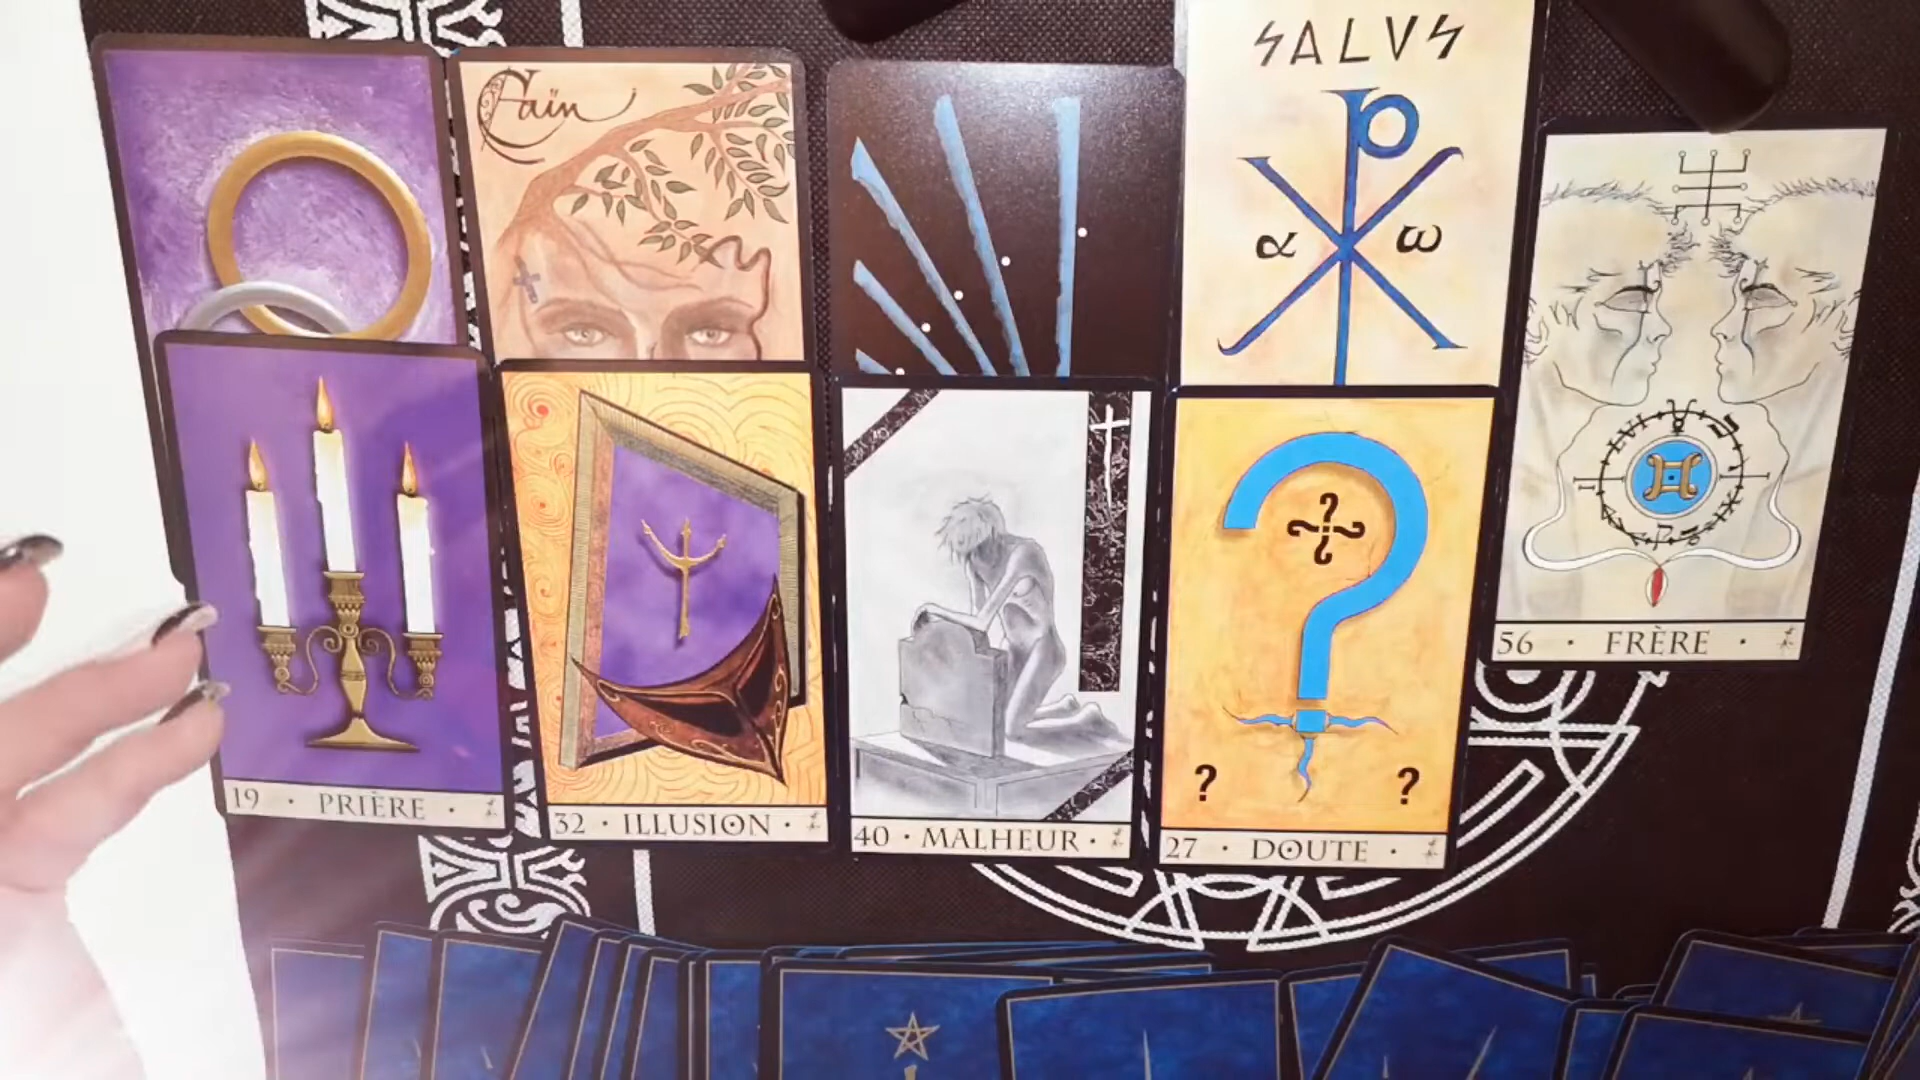 Caïn
SALVS
α ω
56 · FRÈRE ·
?
? ?
19 · PRIÈRE ·
32 · ILLUSION ·
40 · MALHEUR ·
27 · DOUTE ·